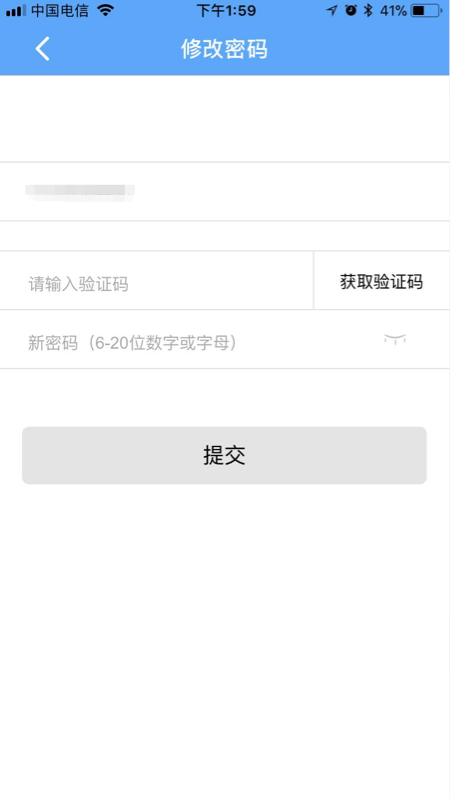 中国电信 下午1:59 41%
修改密码
请输入验证码 获取验证码
新密码（6-20位数字或字母）
提交